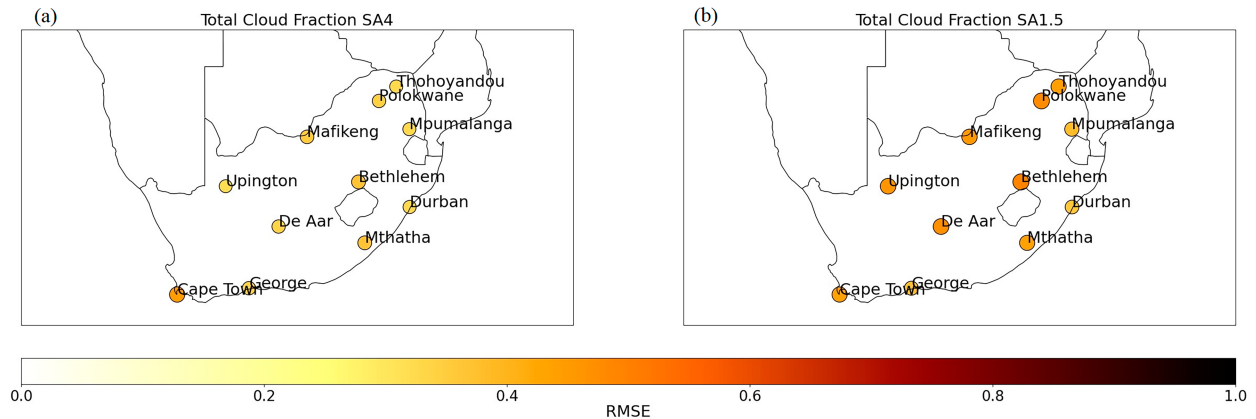 (a)
Total Cloud Fraction SA4
Thohoyandou
Polokwane
Mpumalanga
Mafikeng
Bethlehem
Upington
Durban
De Aar
Mthatha
George
Cape Town
(b)
Total Cloud Fraction SA1.5
Thohoyandou
Polokwane
Mpumalanga
Mafikeng
Bethlehem
Upington
Durban
De Aar
Mthatha
George
Cape Town
0.0 0.2 0.4 0.6 0.8 1.0
RMSE